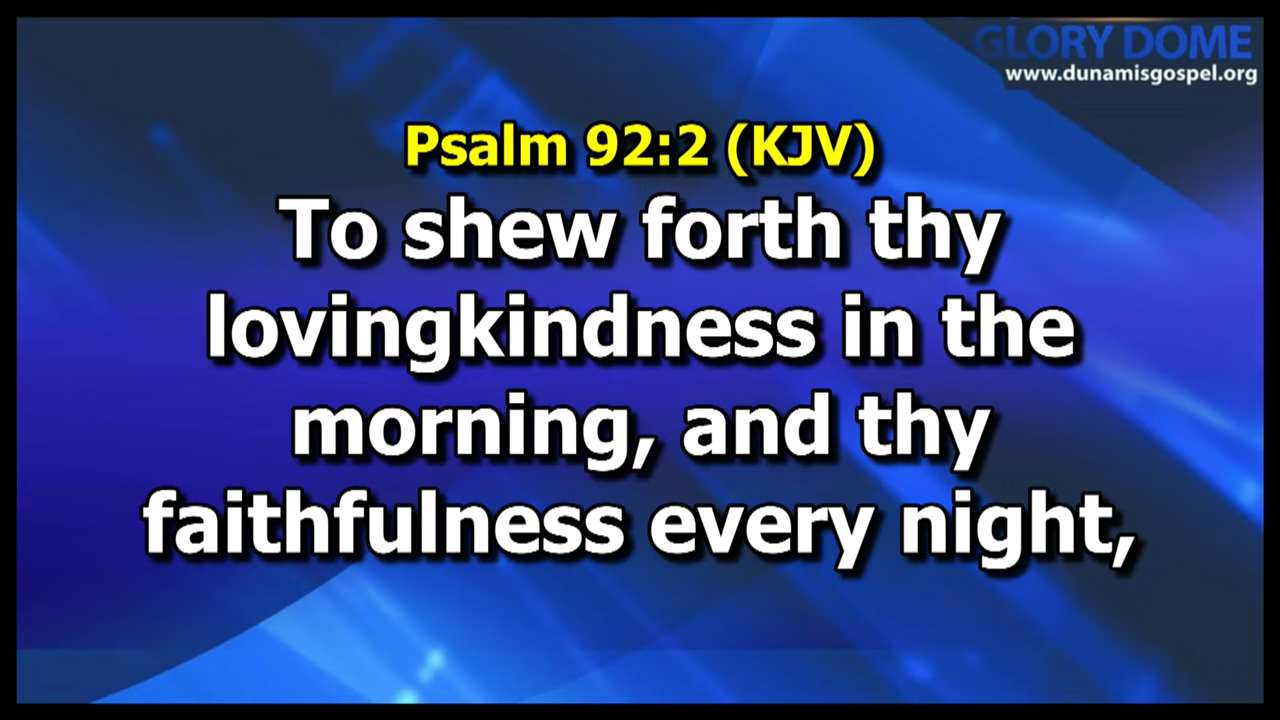 GLORY DOME
www.dunamisgospel.org
Psalm 92:2 (KJV)
To shew forth thy
lovingkindness in the
morning, and thy
faithfulness every night,